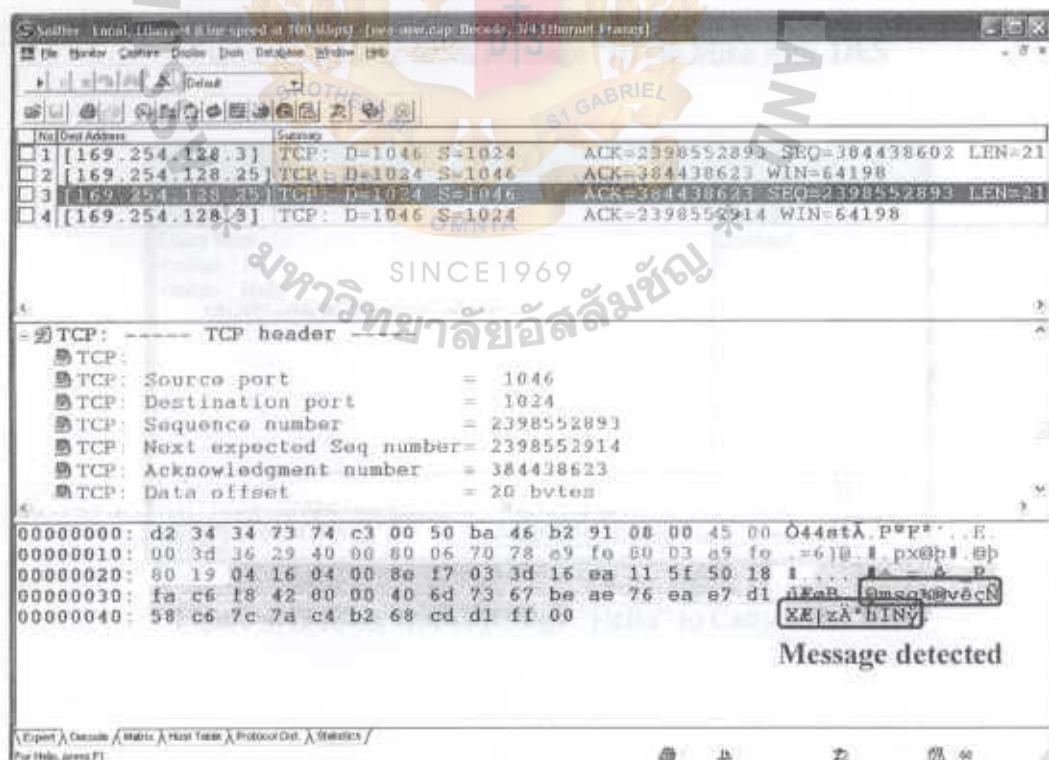 Sniffer Local, Ethernet (Line speed at 100 Mbps) Decode, 3/4 Ethernet Frames]
File Monitor Capture Display Tools Database Window Help
Default
No Dest Address Summary
1 [169.254.128.3] TCP: D=1046 S=1024 ACK=2398552893 SEQ=384438602 LEN=21
2 [169.254.128.25] TCP: D=1024 S=1046 ACK=384438623 WIN=64198
3 [169.254.128.25] TCP: D=1024 S=1046 ACK=384438623 SEQ=2398552893 LEN=21
4 [169.254.128.3] TCP: D=1046 S=1024 ACK=2398552914 WIN=64198
BROTHER ST GABRIEL
OMNIA
SINCE1969
TCP: ----- TCP header -----
TCP:
TCP: Source port = 1046
TCP: Destination port = 1024
TCP: Sequence number = 2398552893
TCP: Next expected Seq number= 2398552914
TCP: Acknowledgment number = 384438623
TCP: Data offset = 20 bytes
00000000: d2 34 34 73 74 c3 00 50 ba 46 b2 91 08 00 45 00
00000010: 00 3d 36 29 40 00 80 06 70 78 a9 fe 80 03 a9 fe
00000020: 80 19 04 16 04 00 8e f7 03 3d 16 ea 11 5f 50 18
00000030: fa c6 f8 42 00 00 40 6d 73 67 be ae 76 ea e7 d1
00000040: 58 c6 7c 7a c4 b2 68 cd d1 ff 00
Message detected
Expert Decode Matrix Host Table Protocol Dist. Statistics
For Help, press F1